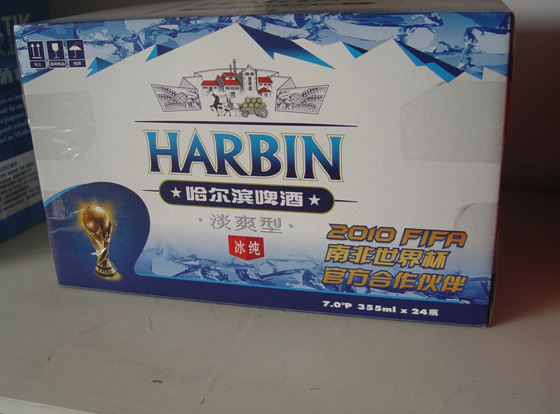 HARBIN
★哈尔滨啤酒★
·淡爽型·
冰纯
2010 FIFA
南非世界杯
官方合作伙伴
7.0°P 355ml x 24瓶